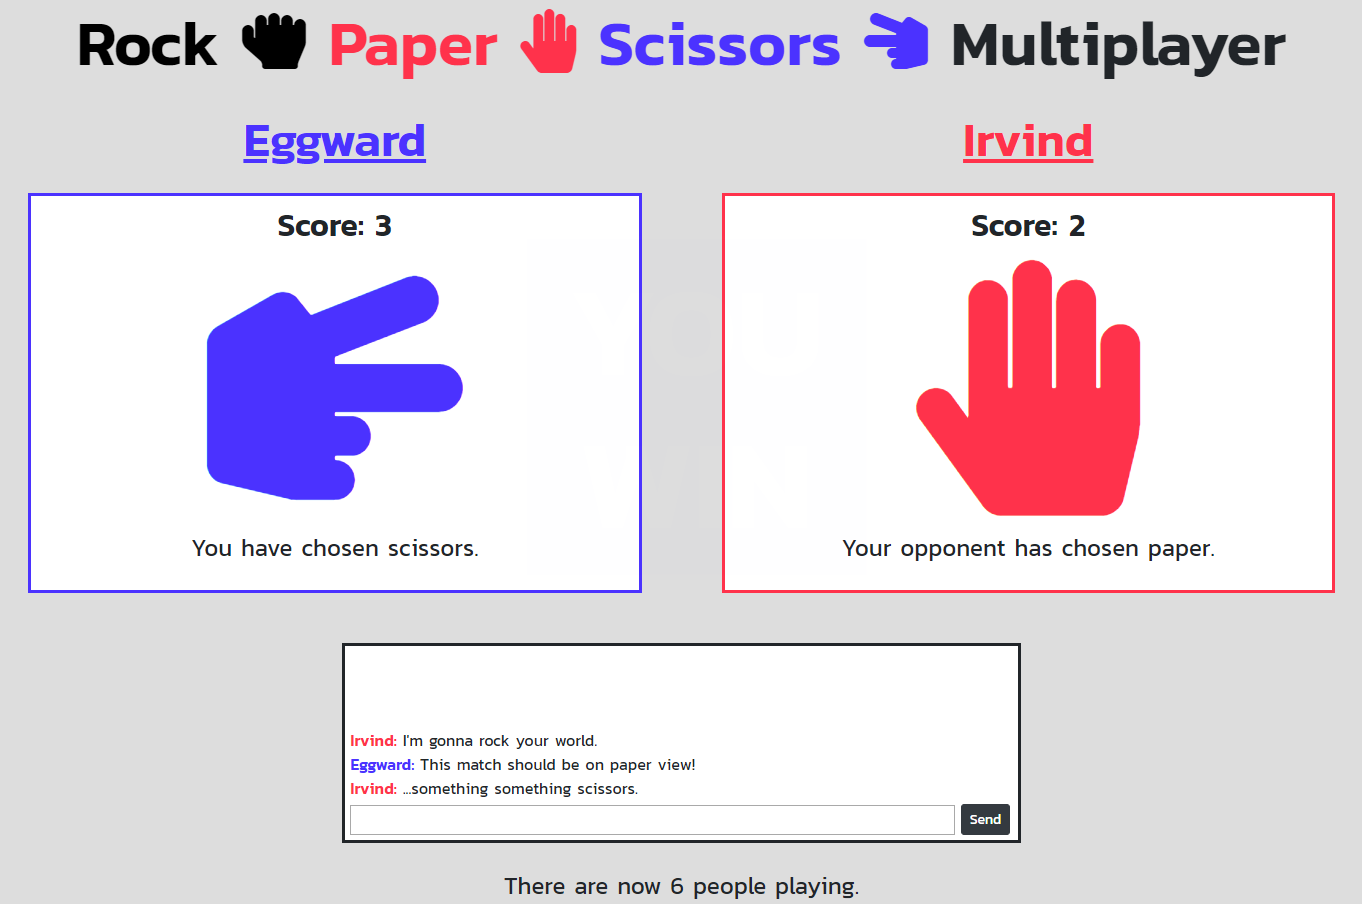 Rock Paper Scissors Multiplayer
Eggward
Irvind
Score: 3
Score: 2
You have chosen scissors.
Your opponent has chosen paper.
Irvind: I'm gonna rock your world.
Eggward: This match should be on paper view!
Irvind: ...something something scissors.
Send
There are now 6 people playing.